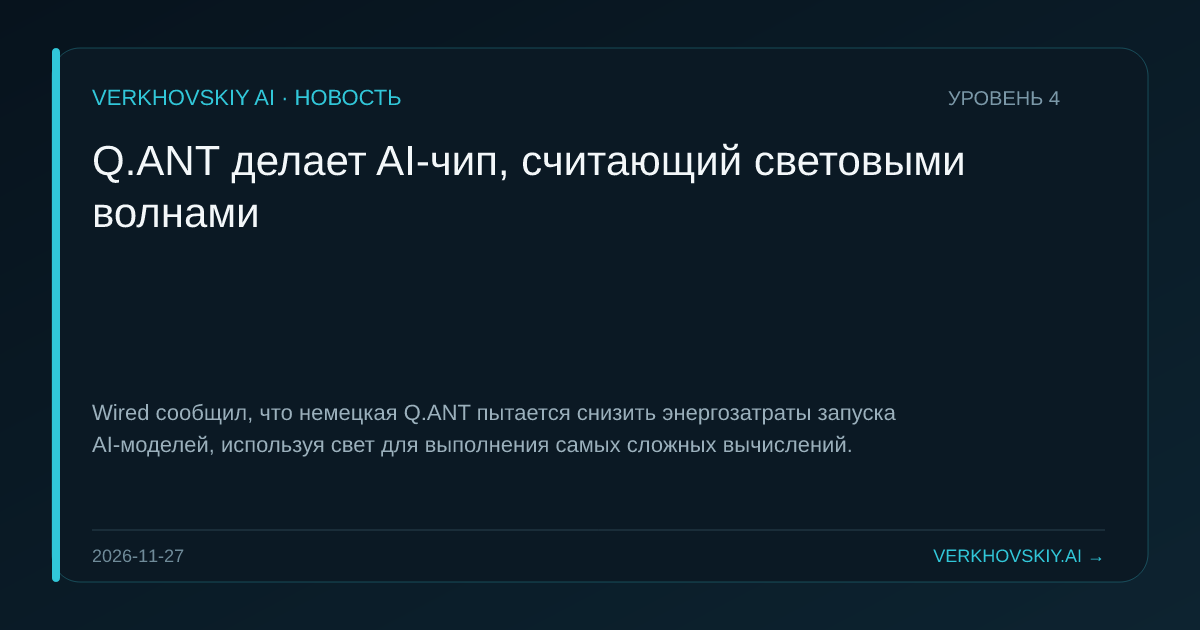 VERKHOVSKIY AI · НОВОСТЬ
УРОВЕНЬ 4
Q.ANT делает AI-чип, считающий световыми
волнами
Wired сообщил, что немецкая Q.ANT пытается снизить энергозатраты запуска
AI-моделей, используя свет для выполнения самых сложных вычислений.
2026-11-27
VERKHOVSKIY.AI →